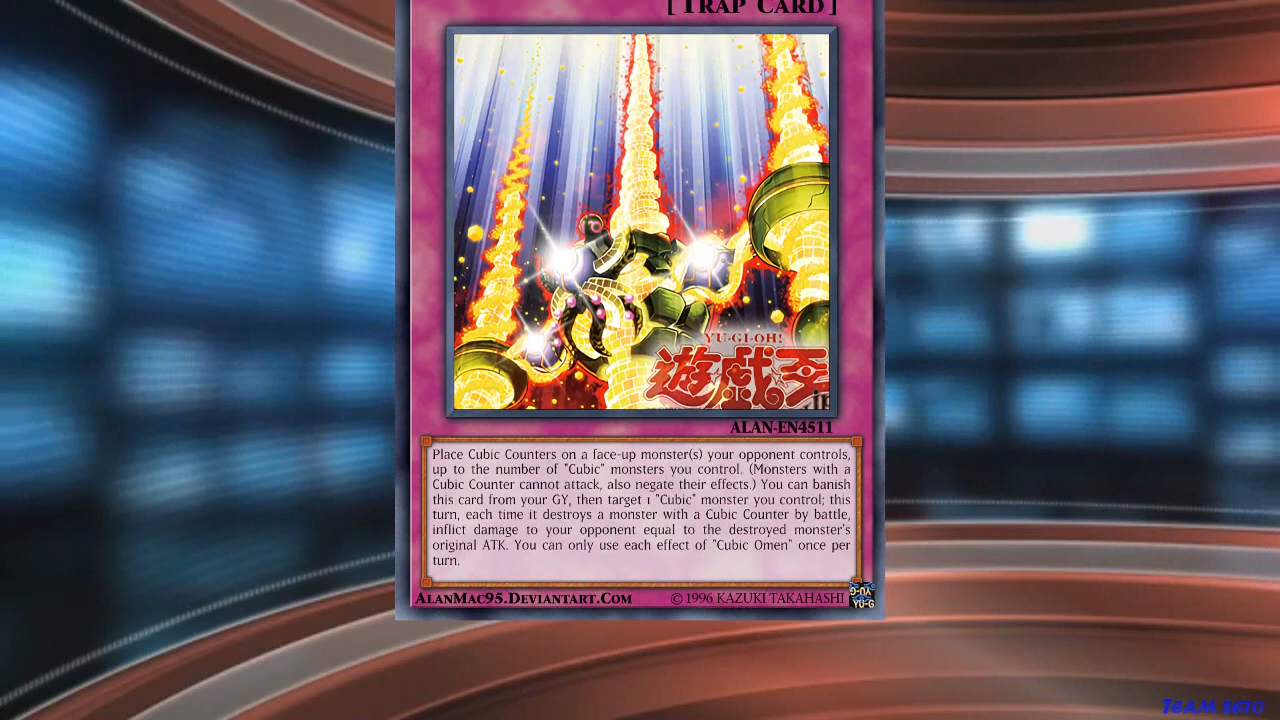 [ TRAP CARD ]
YU-GI-OH!
遊戯王
.jp
ALAN-EN4511
Place Cubic Counters on a face-up monster(s) your opponent controls,
up to the number of "Cubic" monsters you control. (Monsters with a
Cubic Counter cannot attack, also negate their effects.) You can banish
this card from your GY, then target 1 "Cubic" monster you control; this
turn, each time it destroys a monster with a Cubic Counter by battle,
inflict damage to your opponent equal to the destroyed monster's
original ATK. You can only use each effect of "Cubic Omen" once per
turn.
ALANMAC95.DEVIANTART.COM
©1996 KAZUKI TAKAHASHI
TEAM